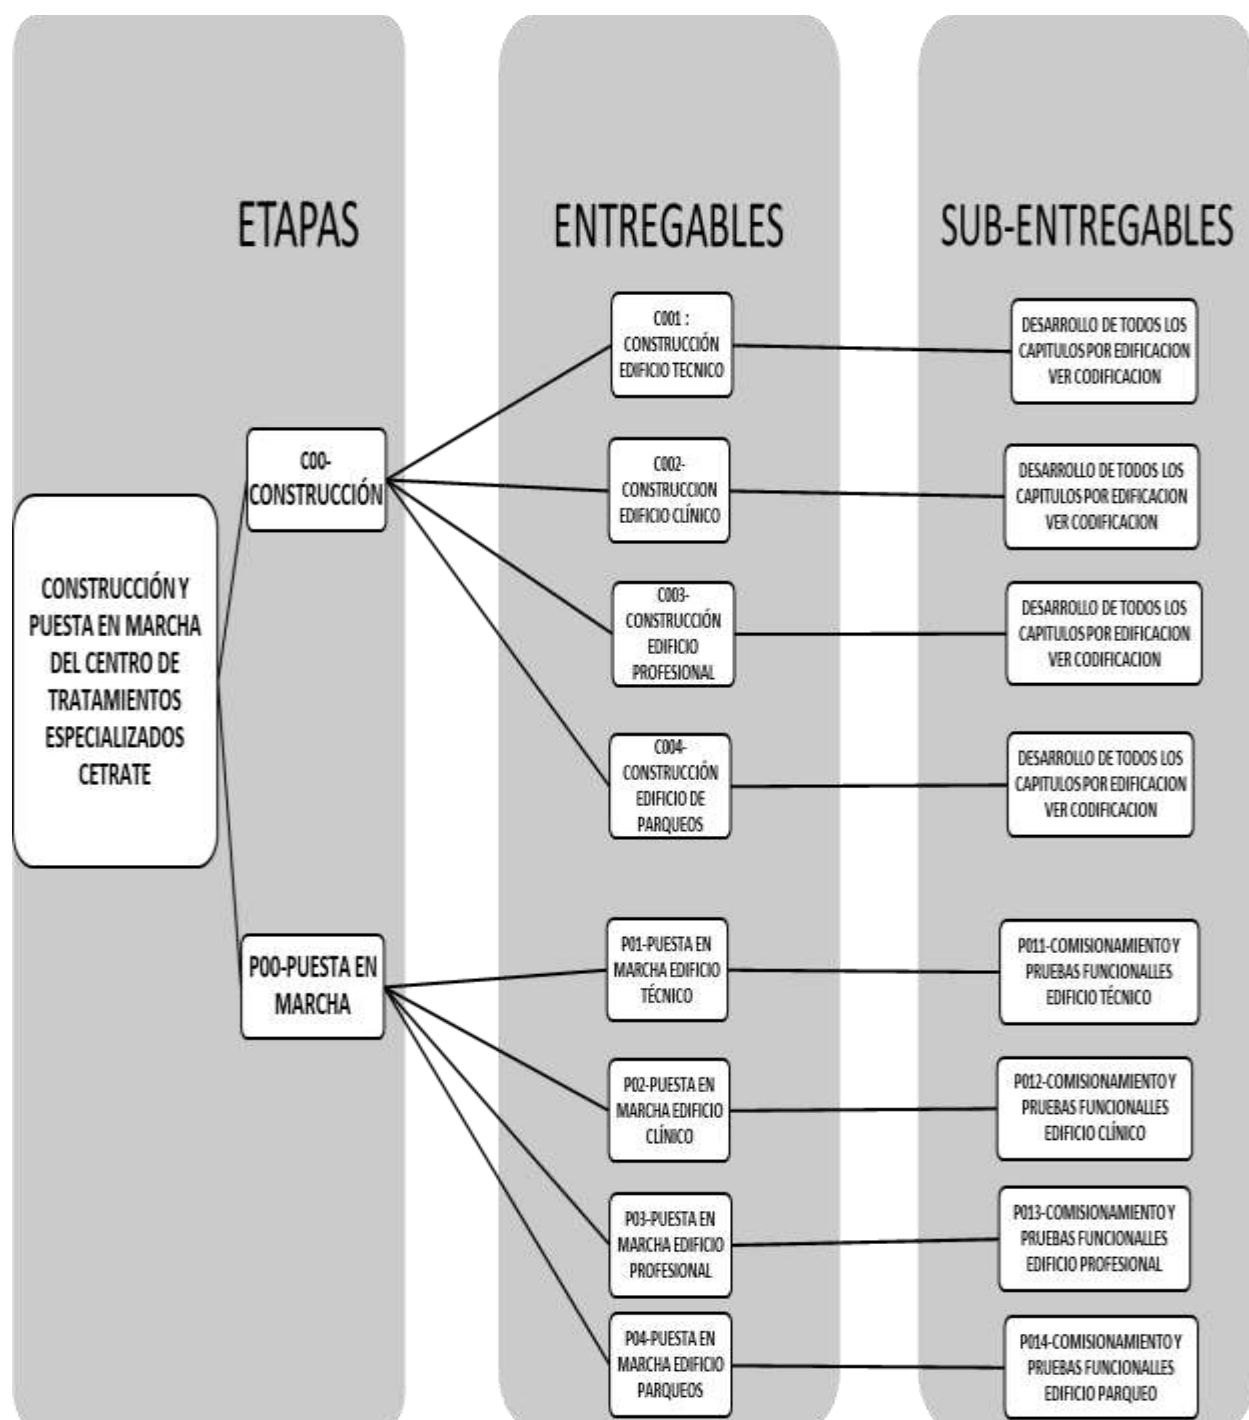 ETAPAS
ENTREGABLES
SUB-ENTREGABLES
CONSTRUCCIÓN Y
PUESTA EN MARCHA
DEL CENTRO DE
TRATAMIENTOS
ESPECIALIZADOS
CETRATE
C00-
CONSTRUCCIÓN
C001 :
CONSTRUCCIÓN
EDIFICIO TECNICO
DESARROLLO DE TODOS LOS
CAPITULOS POR EDIFICACION
VER CODIFICACION
C002-
CONSTRUCCION
EDIFICIO CLÍNICO
DESARROLLO DE TODOS LOS
CAPITULOS POR EDIFICACION
VER CODIFICACION
C003-
CONSTRUCCIÓN
EDIFICIO
PROFESIONAL
DESARROLLO DE TODOS LOS
CAPITULOS POR EDIFICACION
VER CODIFICACION
C004-
CONSTRUCCIÓN
EDIFICIO DE
PARQUEOS
DESARROLLO DE TODOS LOS
CAPITULOS POR EDIFICACION
VER CODIFICACION
P00-PUESTA EN
MARCHA
P01-PUESTA EN
MARCHA EDIFICIO
TÉCNICO
P011-COMISIONAMIENTO Y
PRUEBAS FUNCIONALLES
EDIFICIO TÉCNICO
P02-PUESTA EN
MARCHA EDIFICIO
CLÍNICO
P012-COMISIONAMIENTO Y
PRUEBAS FUNCIONALLES
EDIFICIO CLÍNICO
P03-PUESTA EN
MARCHA EDIFICIO
PROFESIONAL
P013-COMISIONAMIENTO Y
PRUEBAS FUNCIONALLES
EDIFICIO PROFESIONAL
P04-PUESTA EN
MARCHA EDIFICIO
PARQUEOS
P014-COMISIONAMIENTO Y
PRUEBAS FUNCIONALLES
EDIFICIO PARQUEO